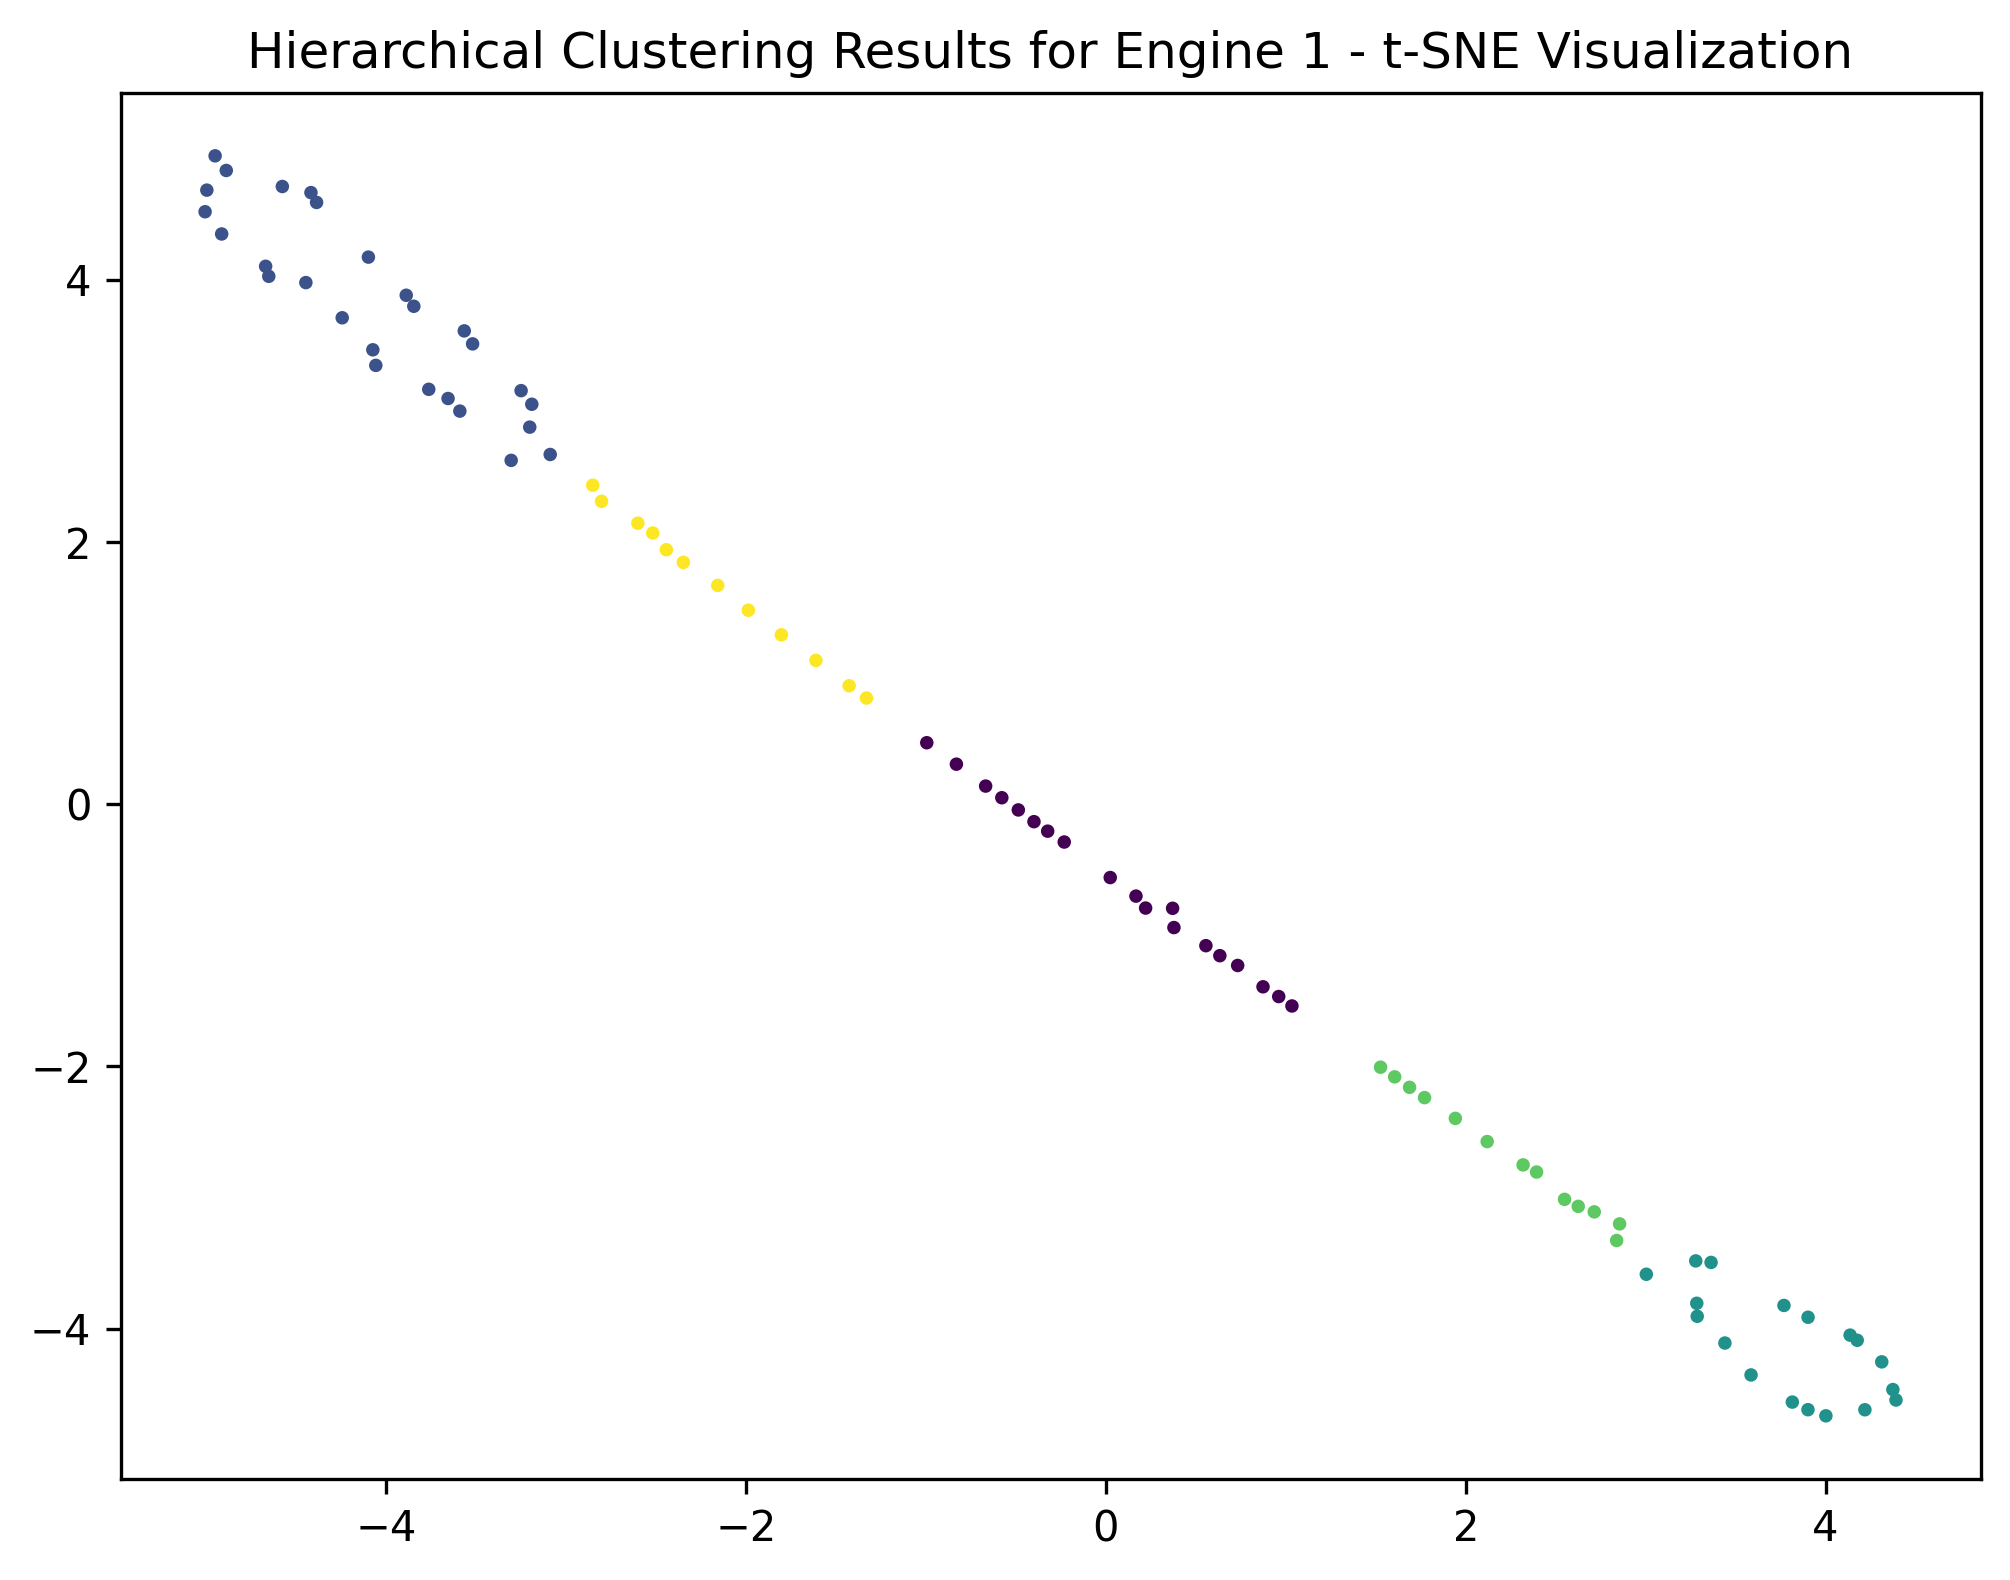 Hierarchical Clustering Results for Engine 1 - t-SNE Visualization
4
2
0
−2
−4
−4 −2 0 2 4